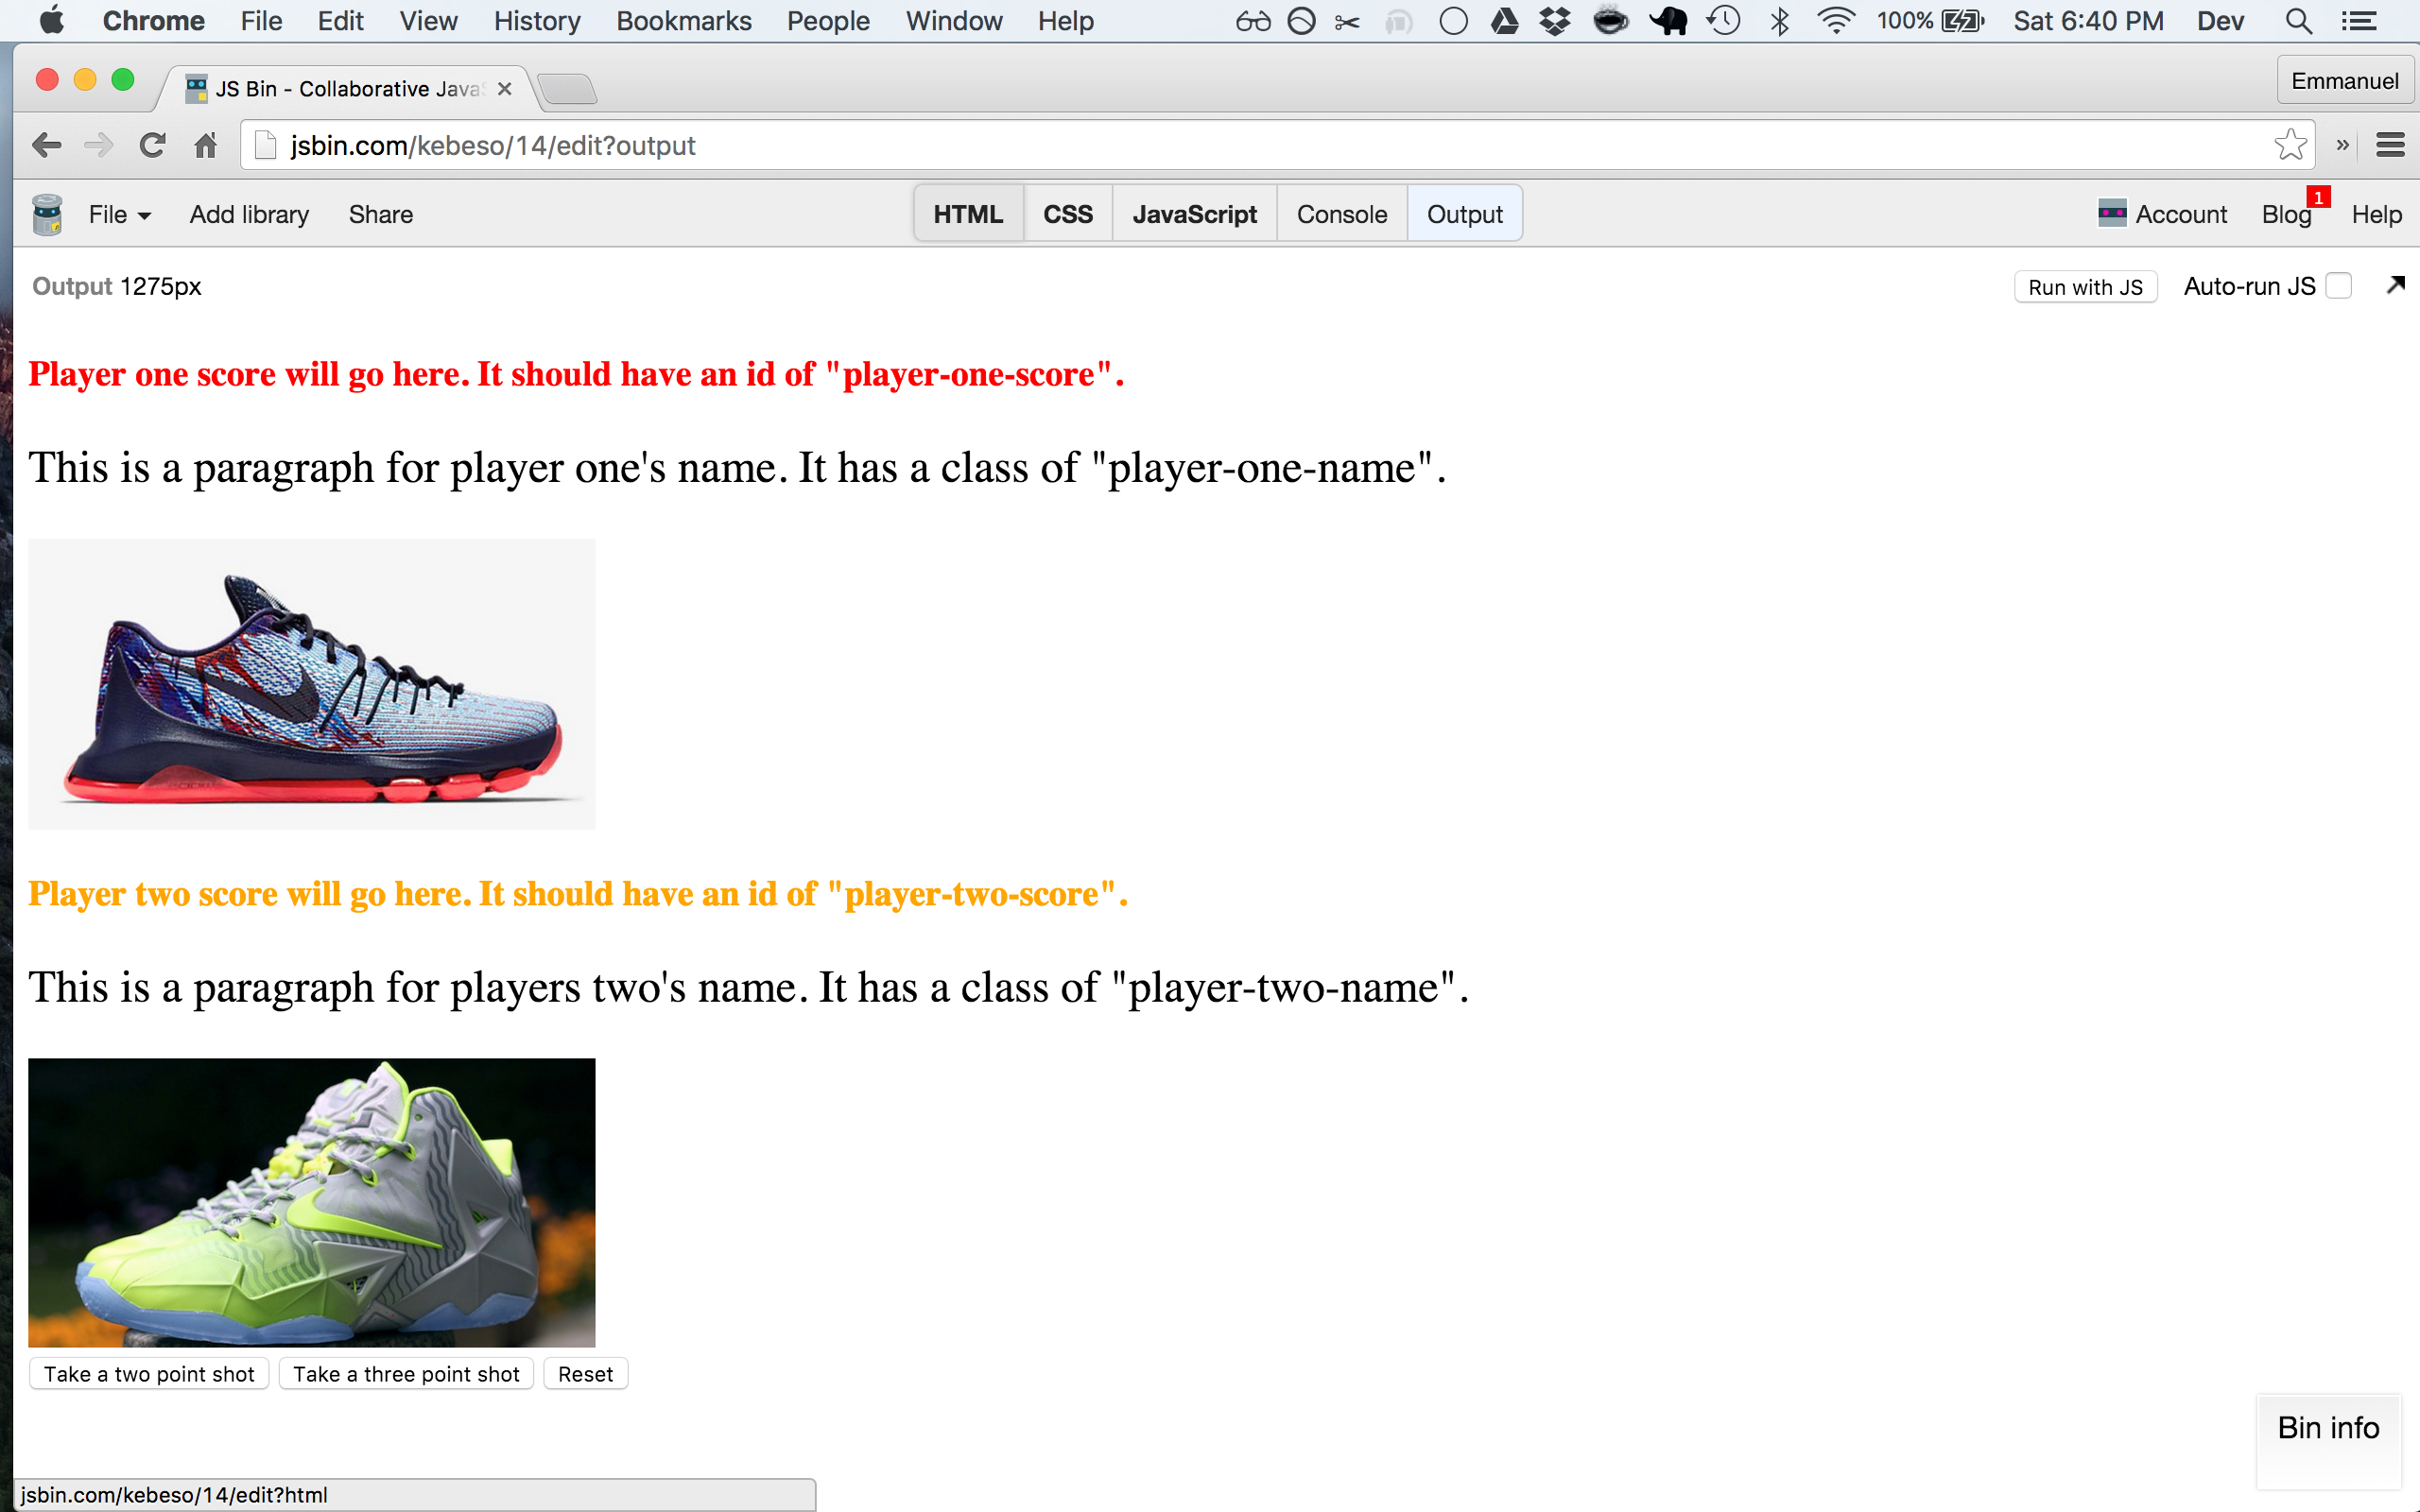 Chrome File Edit View History Bookmarks People Window Help 100% Sat 6:40 PM Dev
JS Bin - Collaborative Java
Emmanuel
jsbin.com/kebeso/14/edit?output
File Add library Share HTML CSS JavaScript Console Output Account Blog 1 Help
Output 1275px Run with JS Auto-run JS
Player one score will go here. It should have an id of "player-one-score".
This is a paragraph for player one's name. It has a class of "player-one-name".
Player two score will go here. It should have an id of "player-two-score".
This is a paragraph for players two's name. It has a class of "player-two-name".
Take a two point shot Take a three point shot Reset
Bin info
jsbin.com/kebeso/14/edit?html